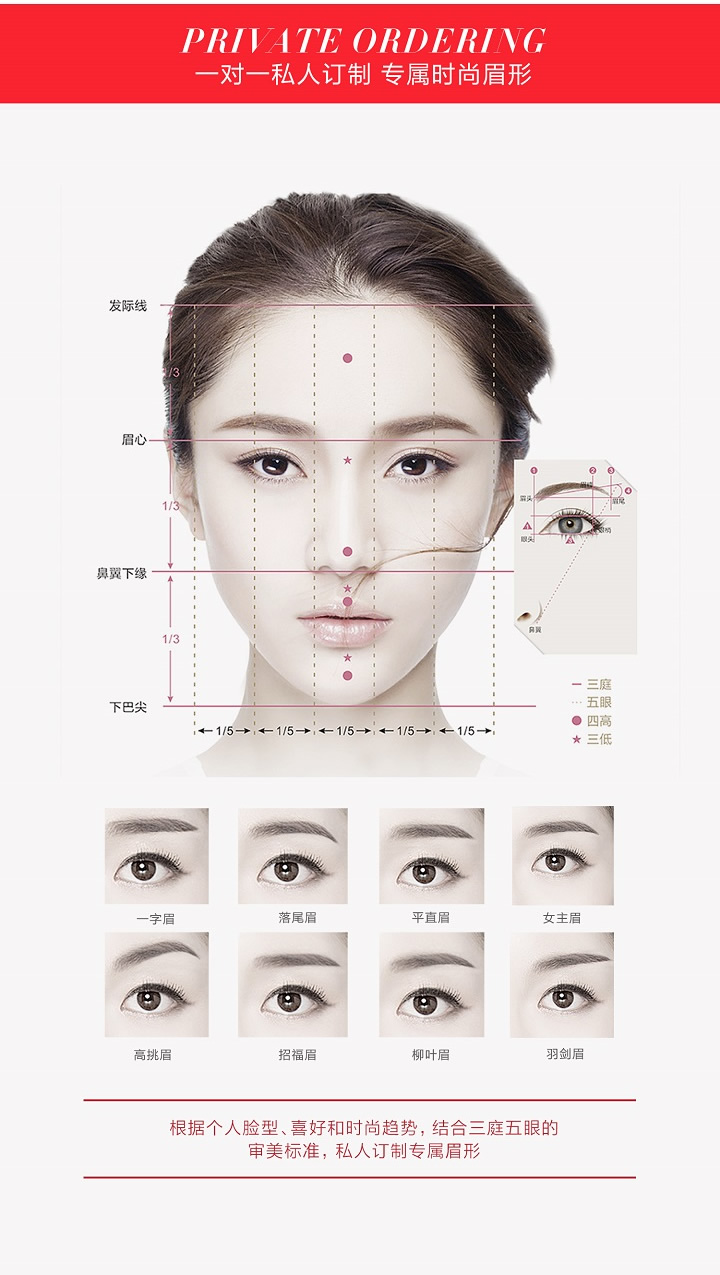 PRIVATE ORDERING
一对一私人订制 专属时尚眉形
发际线
1/3
眉心
1/3
鼻翼下缘
1/3
下巴尖
1/5
1/5
1/5
1/5
1/5
1
2
3
4
眉峰
眉头
眉尾
1
眼梢
眼头
2
鼻翼
三庭
五眼
四高
三低
一字眉
落尾眉
平直眉
女主眉
高挑眉
招福眉
柳叶眉
羽剑眉
根据个人脸型、喜好和时尚趋势，结合三庭五眼的
审美标准，私人订制专属眉形